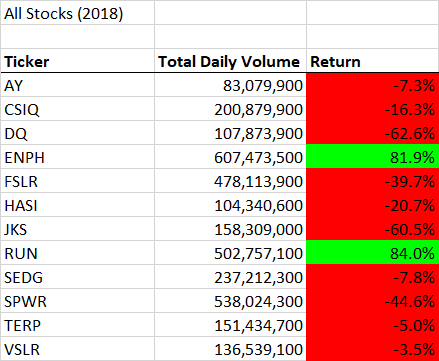 All Stocks (2018)
Ticker Total Daily Volume Return
AY 83,079,900 -7.3%
CSIQ 200,879,900 -16.3%
DQ 107,873,900 -62.6%
ENPH 607,473,500 81.9%
FSLR 478,113,900 -39.7%
HASI 104,340,600 -20.7%
JKS 158,309,000 -60.5%
RUN 502,757,100 84.0%
SEDG 237,212,300 -7.8%
SPWR 538,024,300 -44.6%
TERP 151,434,700 -5.0%
VSLR 136,539,100 -3.5%